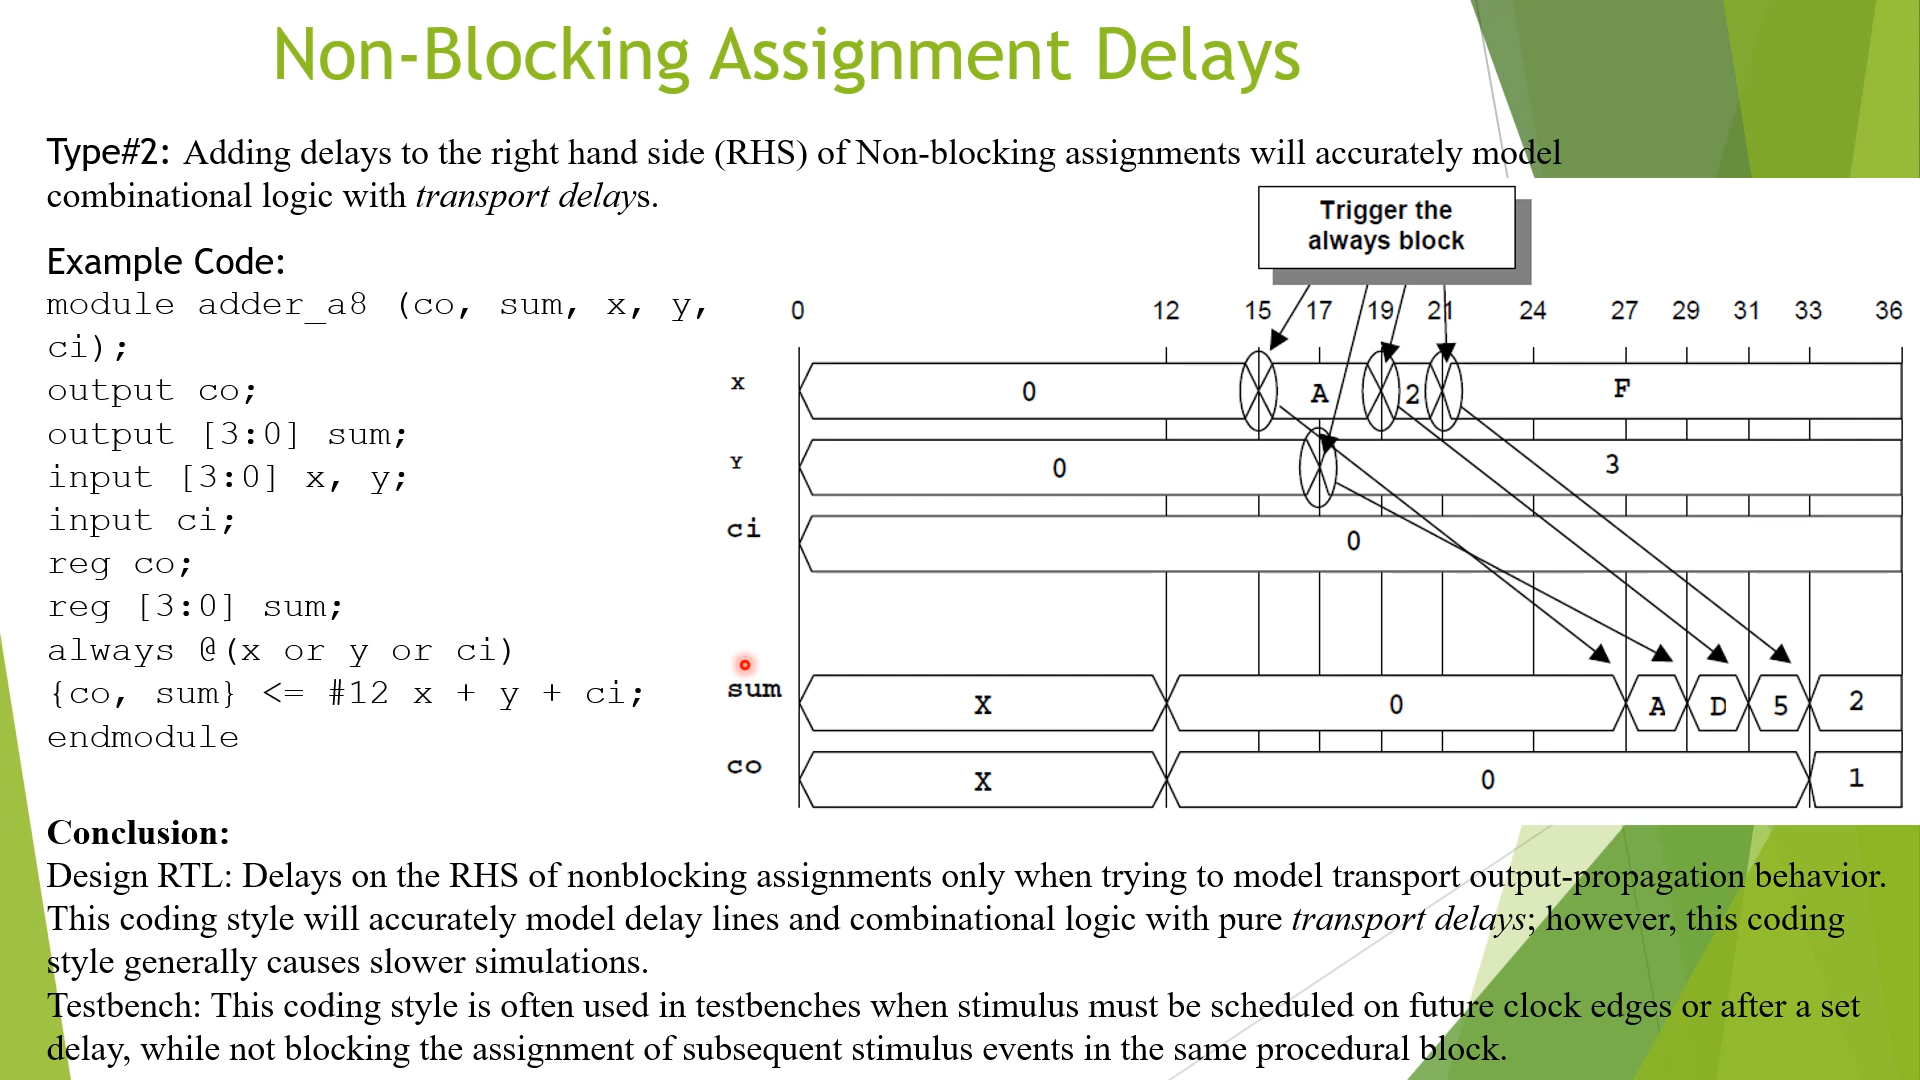 Non-Blocking Assignment Delays
Type#2: Adding delays to the right hand side (RHS) of Non-blocking assignments will accurately model
combinational logic with transport delays.
Example Code:
module adder_a8 (co, sum, x, y,
ci);
output co;
output [3:0] sum;
input [3:0] x, y;
input ci;
reg co;
reg [3:0] sum;
always @(x or y or ci)
{co, sum} <= #12 x + y + ci;
endmodule
Trigger the
always block
0 12 15 17 19 21 24 27 29 31 33 36
x 0 A 2 F
Y 0 3
ci 0
sum X 0 A D 5 2
co X 0 1
Conclusion:
Design RTL: Delays on the RHS of nonblocking assignments only when trying to model transport output-propagation behavior.
This coding style will accurately model delay lines and combinational logic with pure transport delays; however, this coding
style generally causes slower simulations.
Testbench: This coding style is often used in testbenches when stimulus must be scheduled on future clock edges or after a set
delay, while not blocking the assignment of subsequent stimulus events in the same procedural block.